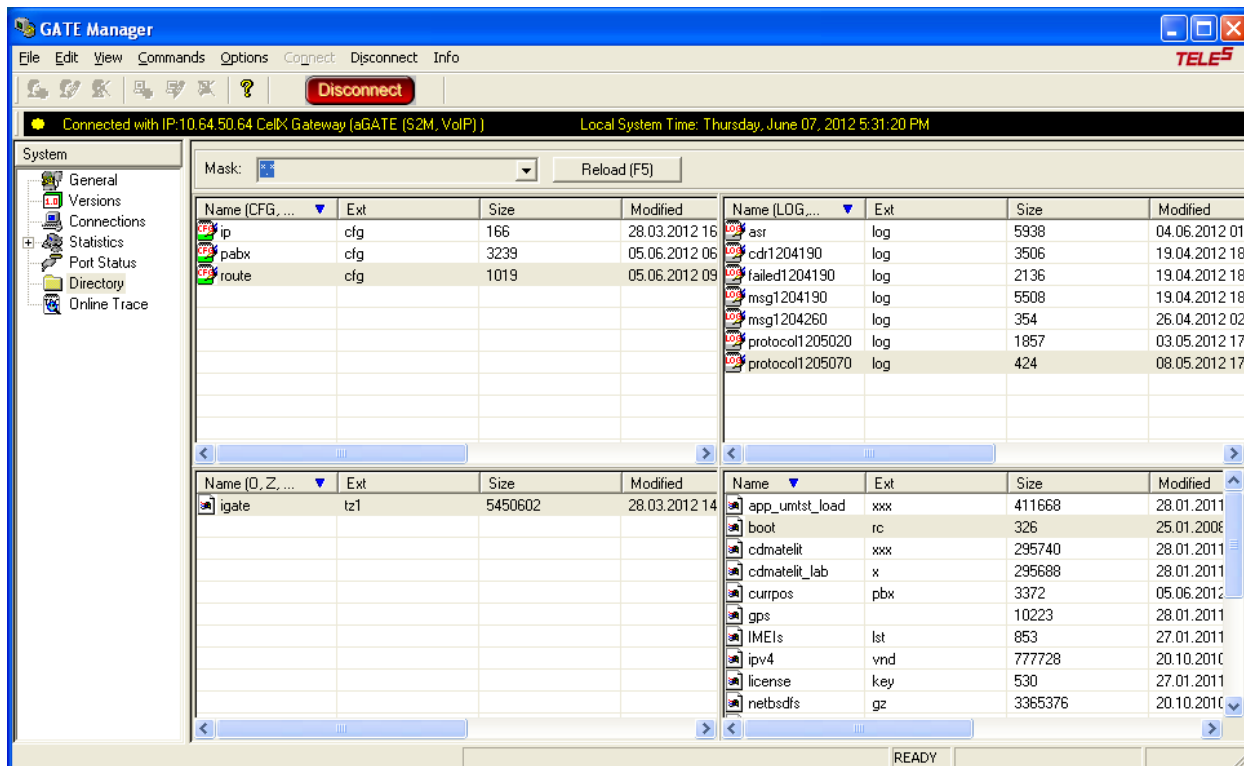 GATE Manager
File Edit View Commands Options Connect Disconnect Info
TELES
Disconnect
Connected with IP:10.64.50.64 CellX Gateway (aGATE (S2M, VoIP) ) Local System Time: Thursday, June 07, 2012 5:31:20 PM
System
General
Versions
Connections
Statistics
Port Status
Directory
Online Trace
Mask: *.* Reload (F5)
Name (CFG, ... Ext Size Modified
ip cfg 166 28.03.2012 16
pabx cfg 3239 05.06.2012 06
route cfg 1019 05.06.2012 09
Name (LOG,... Ext Size Modified
asr log 5938 04.06.2012 01
cdr1204190 log 3506 19.04.2012 18
failed1204190 log 2136 19.04.2012 18
msg1204190 log 5508 19.04.2012 18
msg1204260 log 354 26.04.2012 02
protocol1205020 log 1857 03.05.2012 17
protocol1205070 log 424 08.05.2012 17
Name (0, Z, ... Ext Size Modified
igate tz1 5450602 28.03.2012 14
Name Ext Size Modified
app_umtst_load xxx 411668 28.01.2011
boot rc 326 25.01.2008
cdmatelit xxx 295740 28.01.2011
cdmatelit_lab x 295688 28.01.2011
currpos pbx 3372 05.06.2012
gps 10223 28.01.2011
IMEIs lst 853 27.01.2011
ipv4 vnd 777728 20.10.2010
license key 530 27.01.2011
netbsdfs gz 3365376 20.10.2010
READY